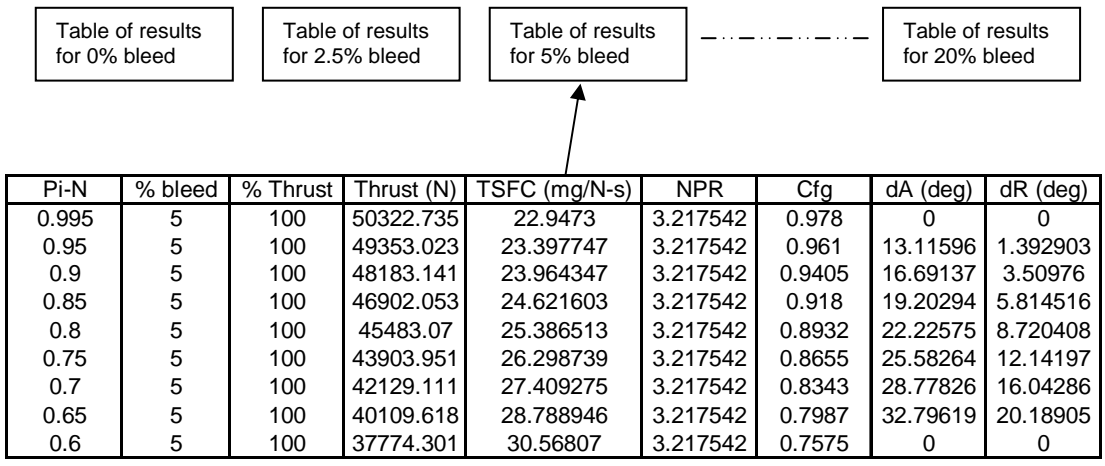 Table of results for 0% bleed
Table of results for 2.5% bleed
Table of results for 5% bleed
Table of results for 20% bleed
Pi-N % bleed % Thrust Thrust (N) TSFC (mg/N-s) NPR Cfg dA (deg) dR (deg)
0.995 5 100 50322.735 22.9473 3.217542 0.978 0 0
0.95 5 100 49353.023 23.397747 3.217542 0.961 13.11596 1.392903
0.9 5 100 48183.141 23.964347 3.217542 0.9405 16.69137 3.50976
0.85 5 100 46902.053 24.621603 3.217542 0.918 19.20294 5.814516
0.8 5 100 45483.07 25.386513 3.217542 0.8932 22.22575 8.720408
0.75 5 100 43903.951 26.298739 3.217542 0.8655 25.58264 12.14197
0.7 5 100 42129.111 27.409275 3.217542 0.8343 28.77826 16.04286
0.65 5 100 40109.618 28.788946 3.217542 0.7987 32.79619 20.18905
0.6 5 100 37774.301 30.56807 3.217542 0.7575 0 0